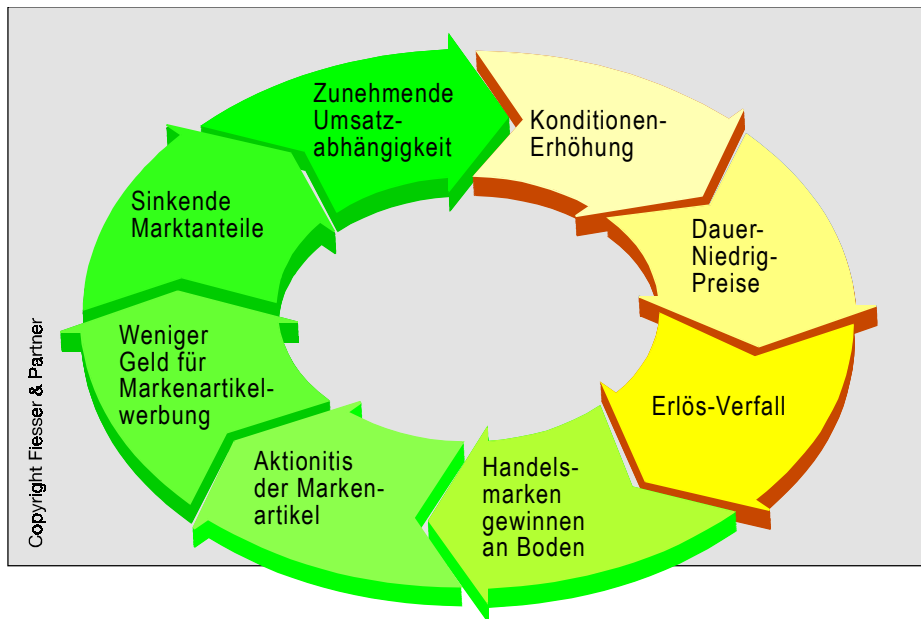 Zunehmende
Umsatz-
abhängigkeit
Konditionen-
Erhöhung
Dauer-
Niedrig-
Preise
Erlös-Verfall
Handels-
marken
gewinnen
an Boden
Aktionitis
der Marken-
artikel
Weniger
Geld für
Markenartikel-
werbung
Sinkende
Marktanteile
Copyright Fiesser & Partner